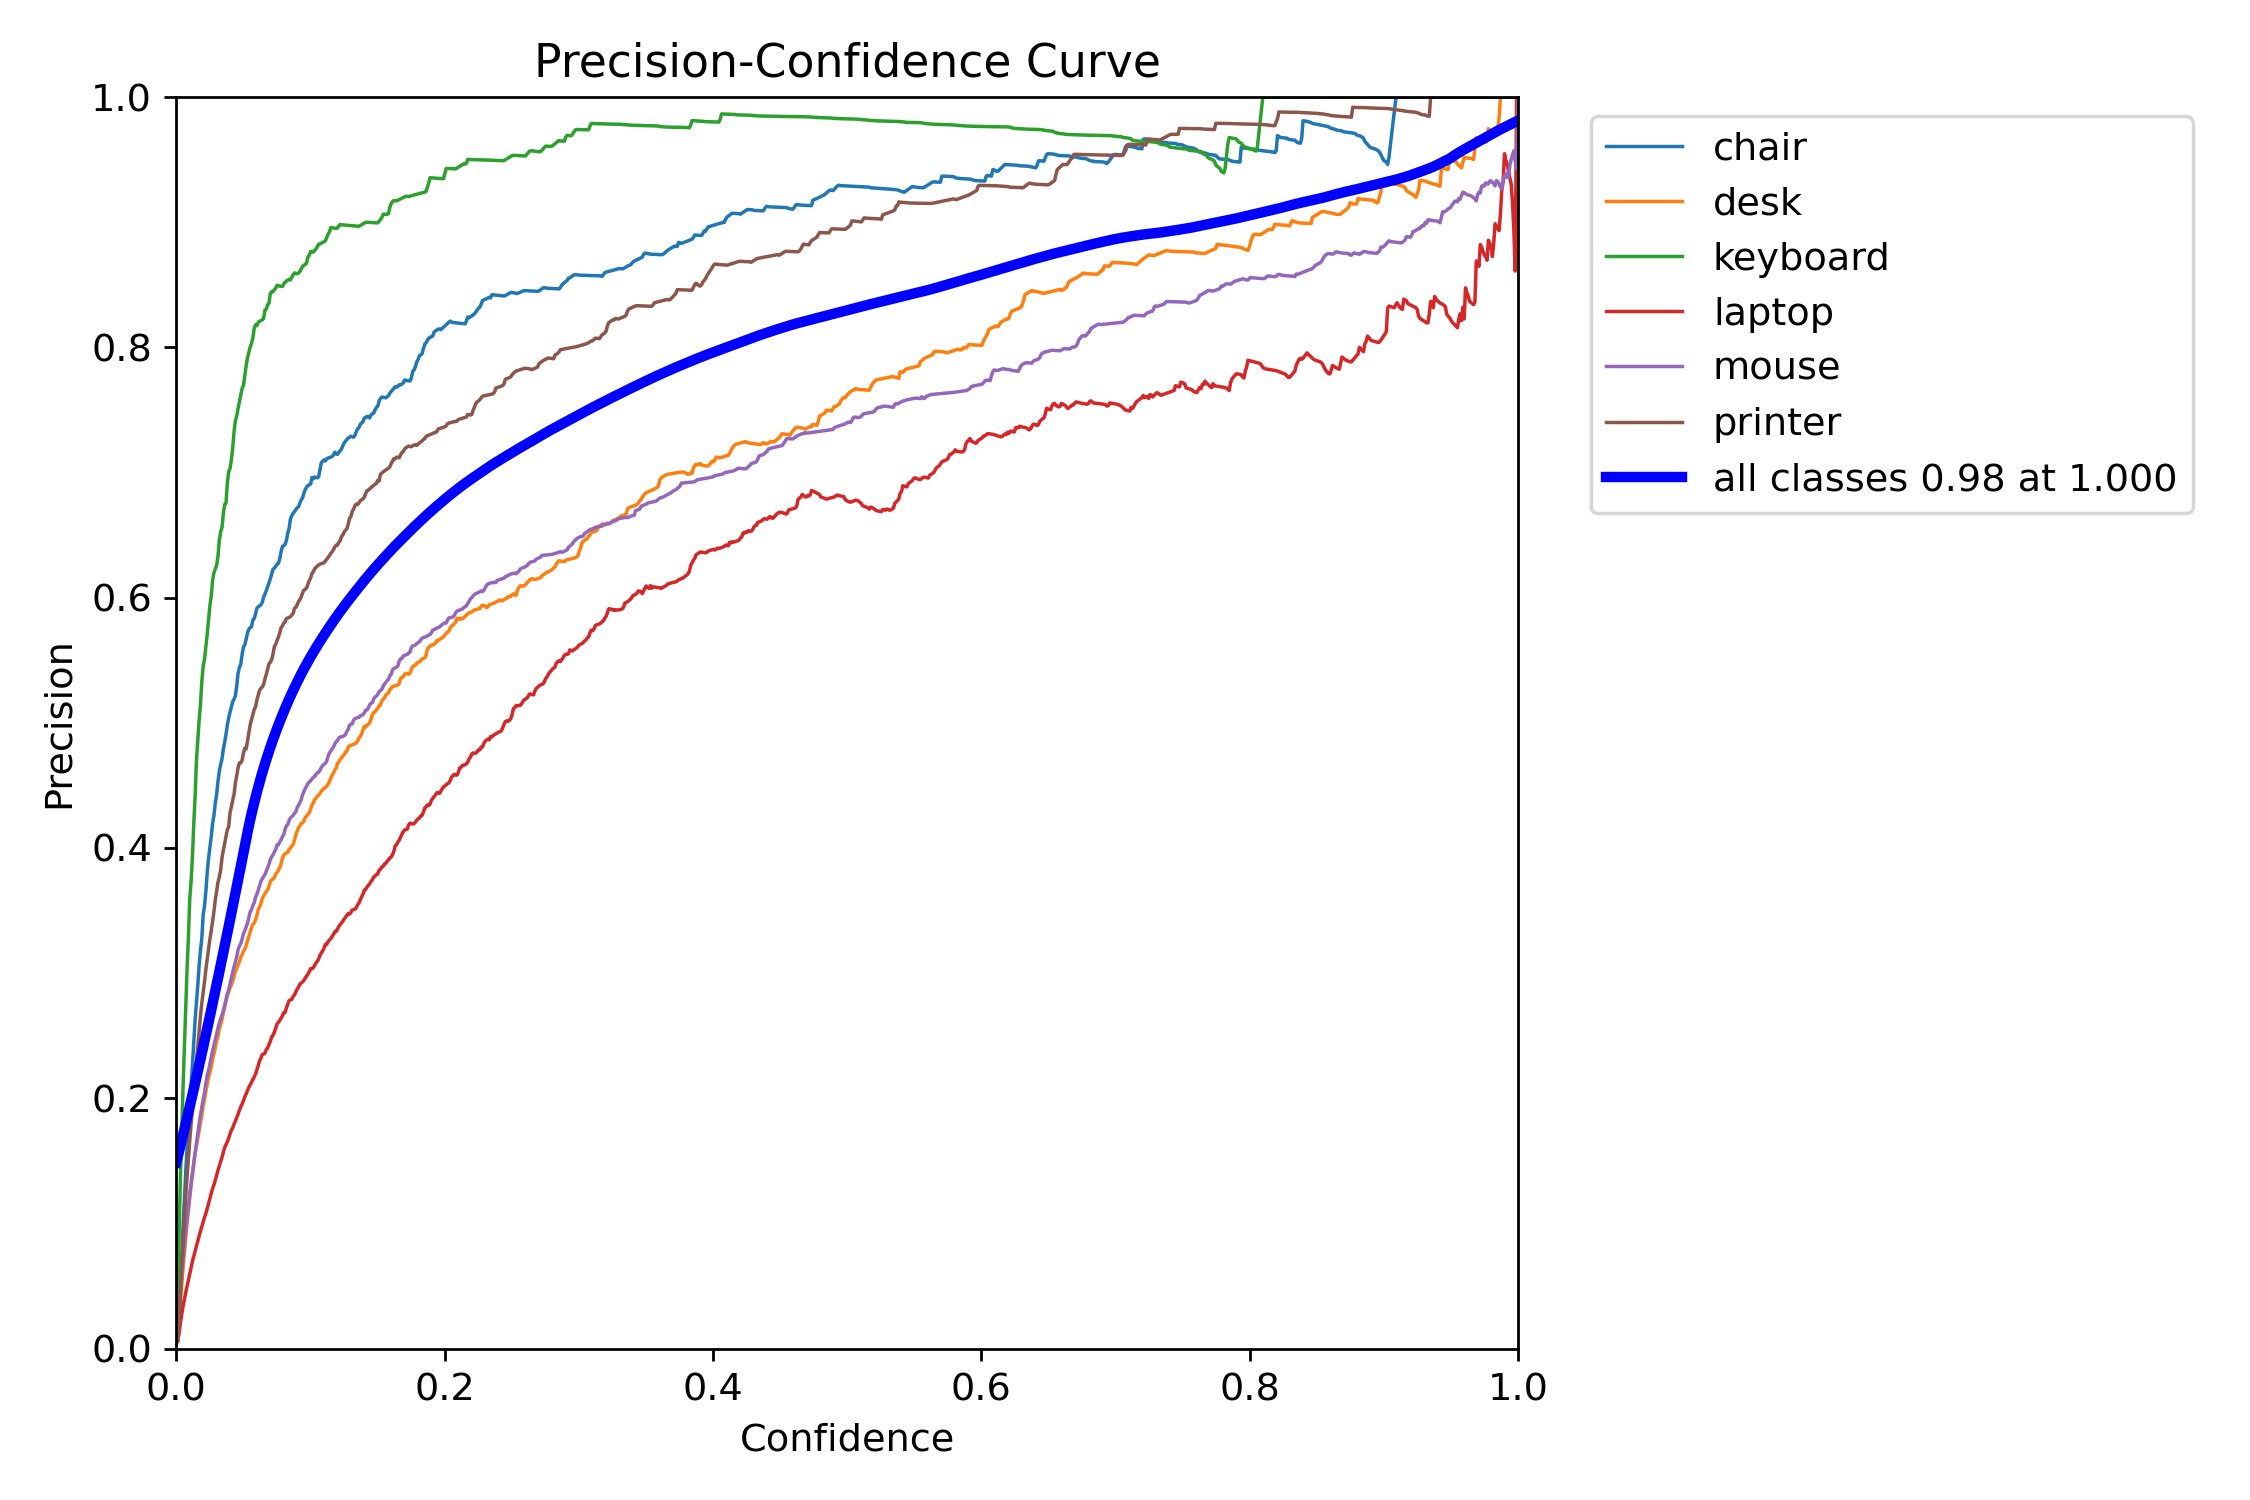 Precision-Confidence Curve
1.0
0.8
0.6
0.4
0.2
0.0
Precision
0.0 0.2 0.4 0.6 0.8 1.0
Confidence
chair
desk
keyboard
laptop
mouse
printer
all classes 0.98 at 1.000